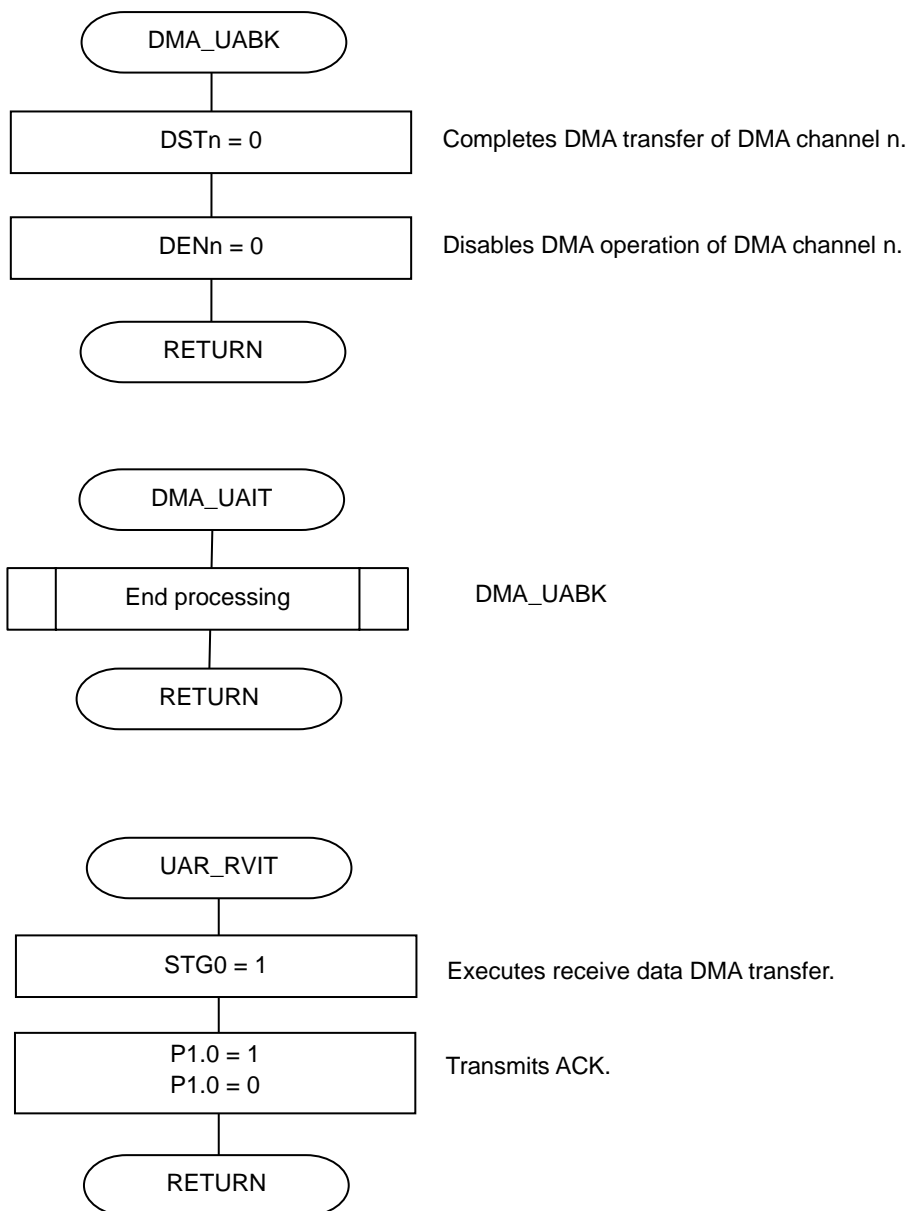 DMA_UABK
DSTn = 0
Completes DMA transfer of DMA channel n.
DENn = 0
Disables DMA operation of DMA channel n.
RETURN
DMA_UAIT
End processing
DMA_UABK
RETURN
UAR_RVIT
STG0 = 1
Executes receive data DMA transfer.
P1.0 = 1
P1.0 = 0
Transmits ACK.
RETURN